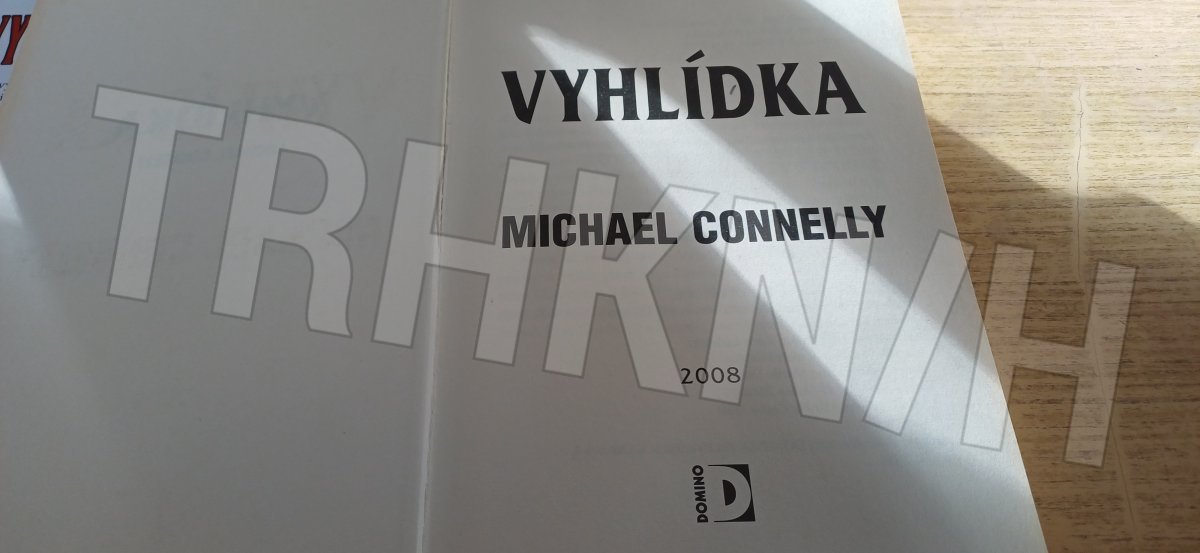 VYHLÍDKA
MICHAEL CONNELLY
2008
DOMINO
D
TRHKNIH